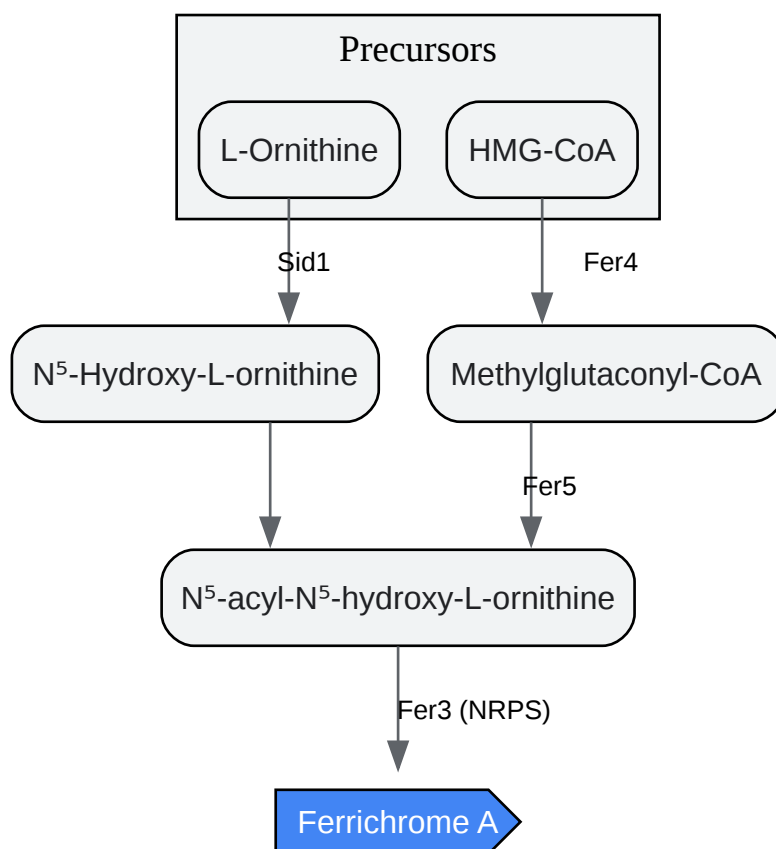 Precursors
L-Ornithine
HMG-CoA
Sid1
Fer4
N⁵-Hydroxy-L-ornithine
Methylglutaconyl-CoA
Fer5
N⁵-acyl-N⁵-hydroxy-L-ornithine
Fer3 (NRPS)
Ferrichrome A